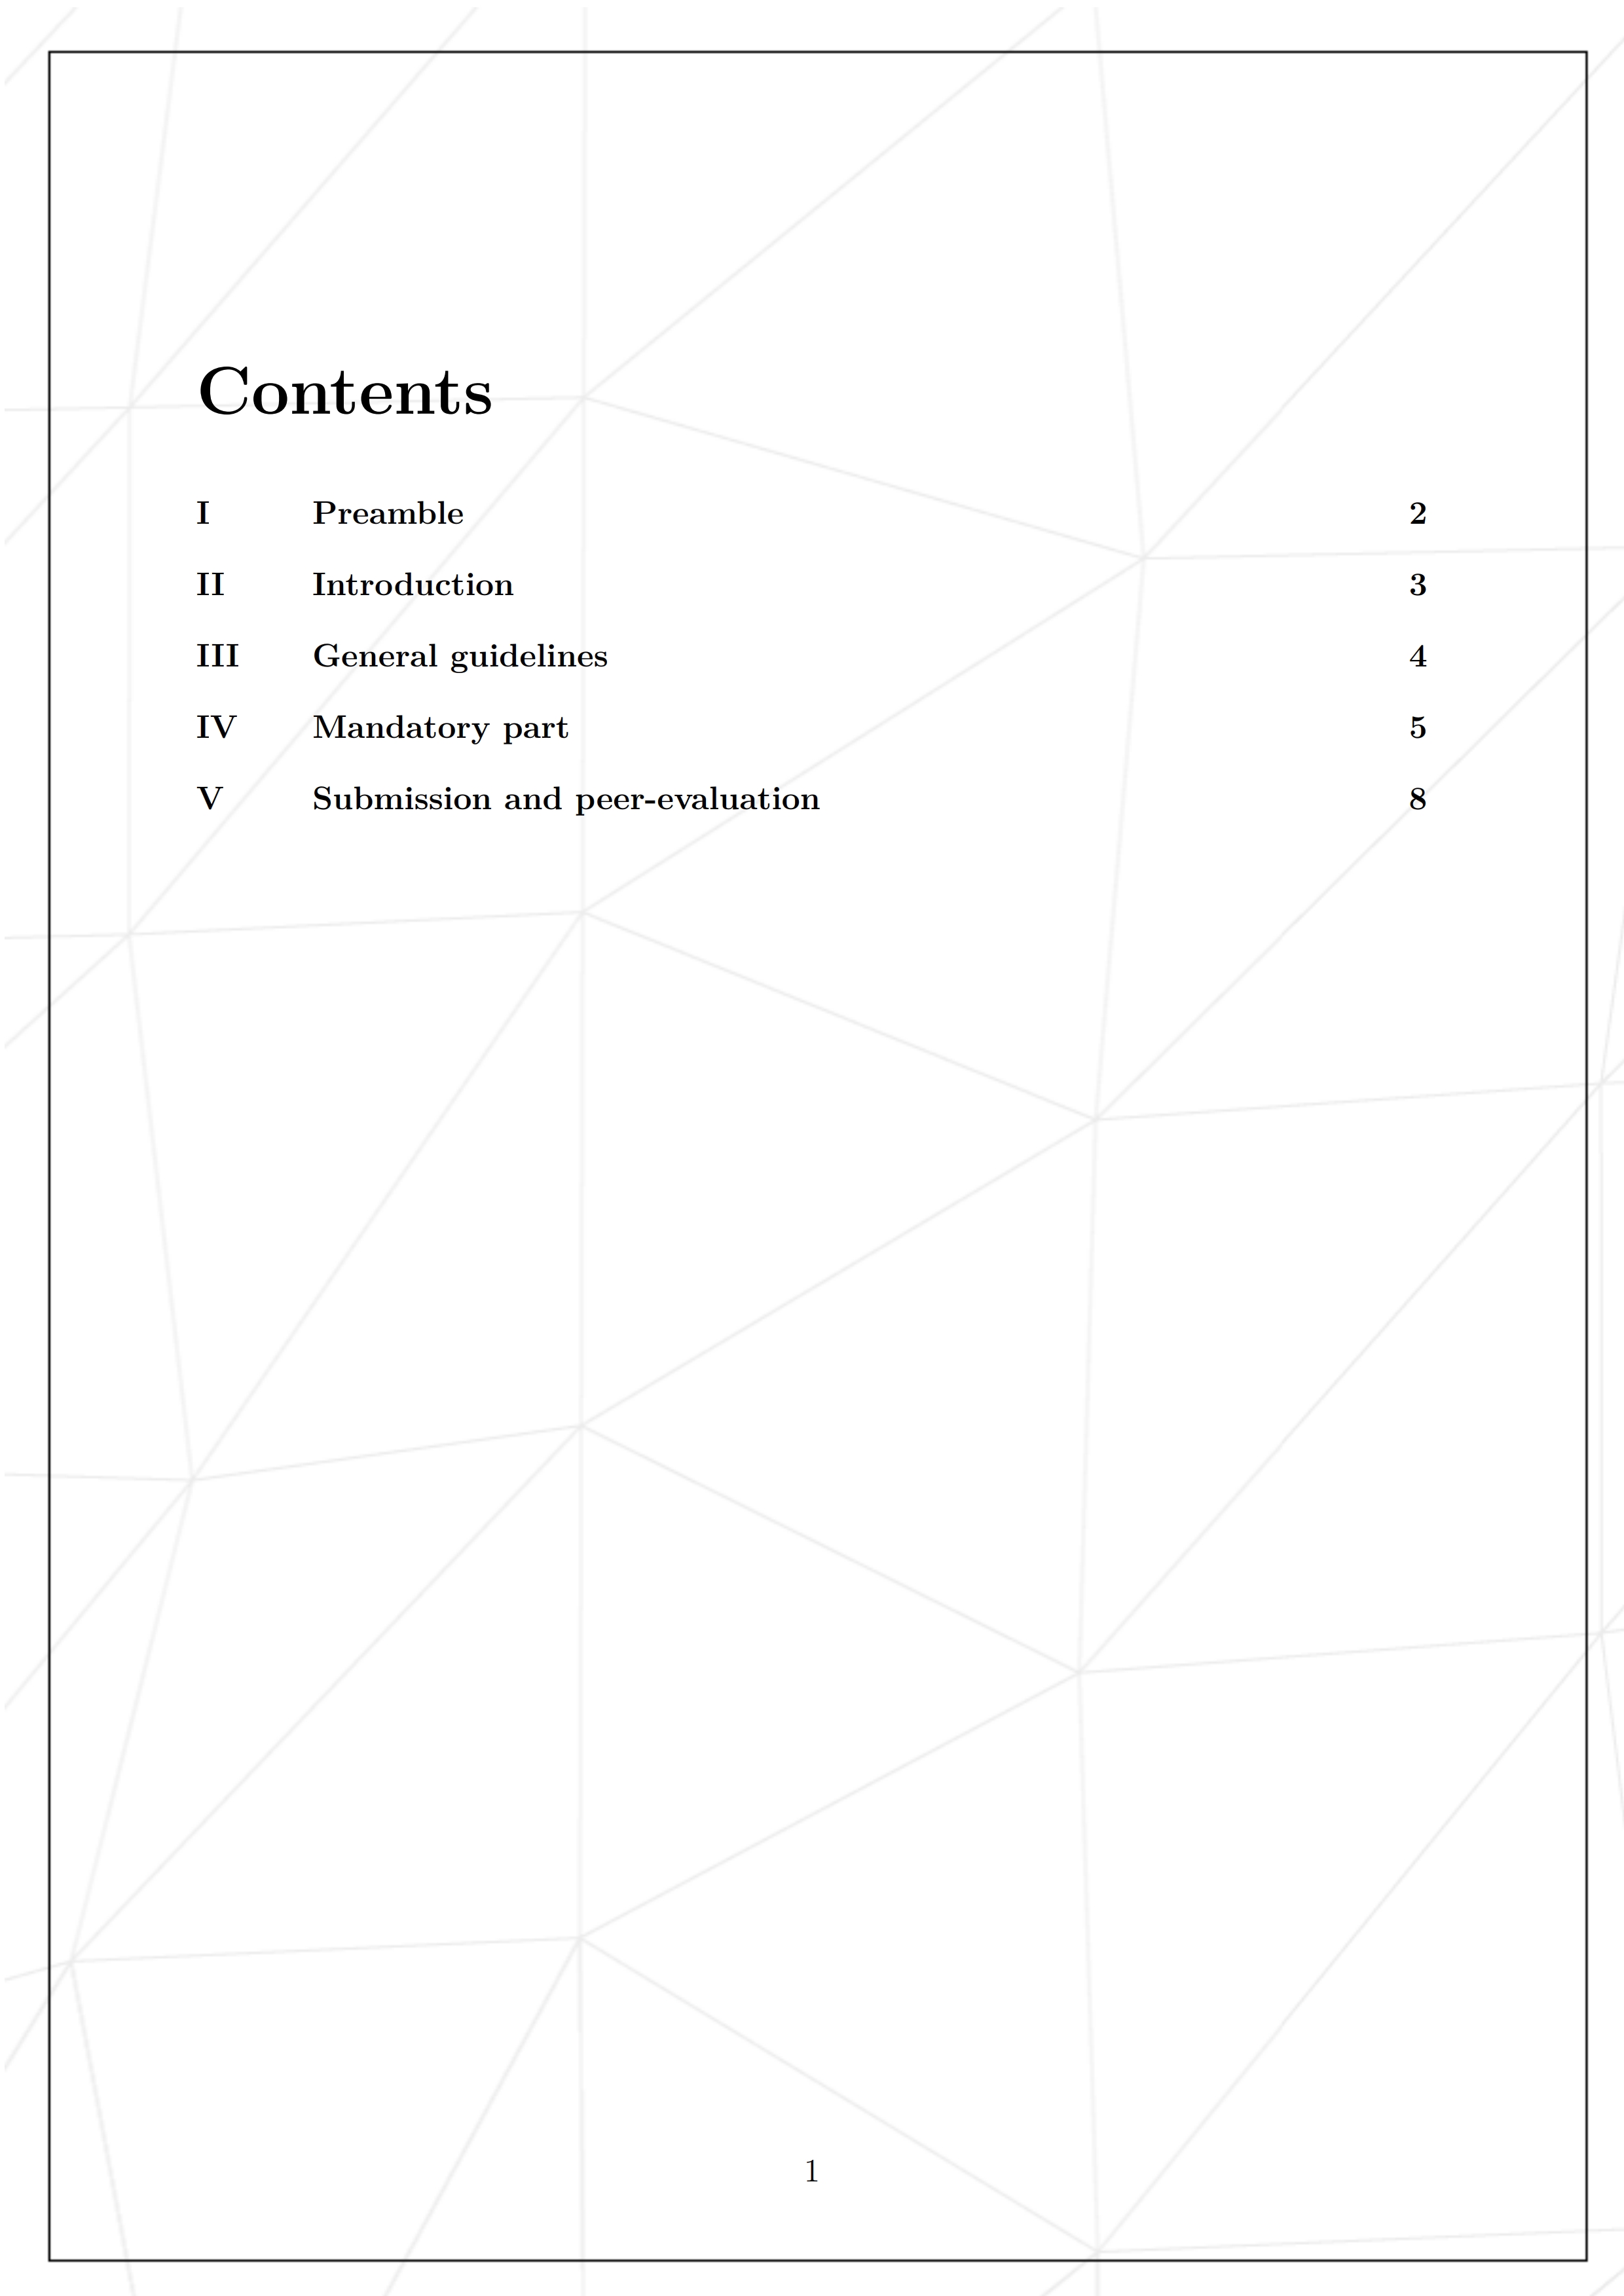 Contents
I Preamble 2
II Introduction 3
III General guidelines 4
IV Mandatory part 5
V Submission and peer-evaluation 8
1